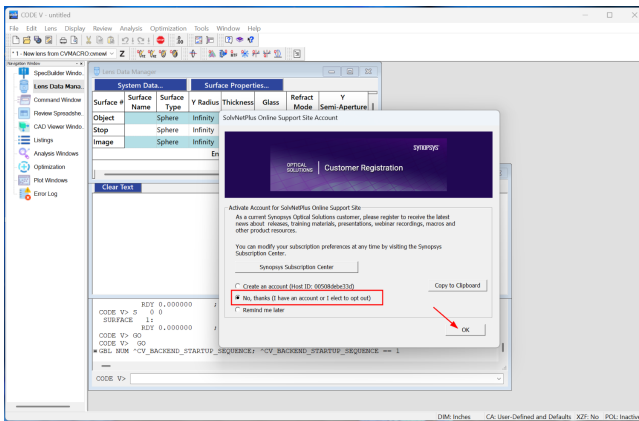 CODE V - untitled
File Edit Lens Display Review Analysis Optimization Tools Window Help
* 1 - New lens from CVMACRO:cvnewl Z
Navigation Window
SpecBuilder Windo..
Lens Data Mana..
Command Window
Review Spreadshe..
CAD Viewer Windo..
Listings
Analysis Windows
Optimization
Plot Windows
Error Log
Lens Data Manager
System Data... Surface Properties...
Surface # Surface Name Surface Type Y Radius Thickness Glass Refract Mode Y Semi-Aperture
Object Sphere Infinity
Stop Sphere Infinity
Image Sphere Infinity
En
Clear Text
SolvNetPlus Online Support Site Account
SYNOPSYS
OPTICAL SOLUTIONS Customer Registration
Activate Account for SolvNetPlus Online Support Site
As a current Synopsys Optical Solutions customer, please register to receive the latest
news about releases, training materials, presentations, webinar recordings, macros and
other product resources.
You can modify your subscription preferences at any time by visiting the Synopsys
Subscription Center.
Synopsys Subscription Center
Create an account (Host ID: 00508debe33d) Copy to Clipboard
No, thanks (I have an account or I elect to opt out)
Remind me later
OK
RDY 0.000000 ;
CODE V> S 0 0
SURFACE 1:
RDY 0.000000 ;
CODE V> GO
CODE V> GO
GBL NUM ^CV_BACKEND_STARTUP_SEQUENCE; ^CV_BACKEND_STARTUP_SEQUENCE == 1
CODE V>
DIM: Inches CA: User-Defined and Defaults XZF: No POL: Inactive